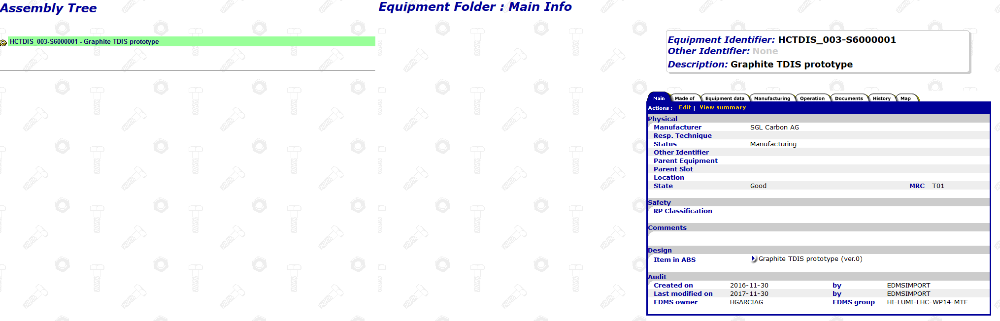 Assembly Tree
HCTDIS_003-S6000001 - Graphite TDIS prototype
Equipment Folder : Main Info
Equipment Identifier: HCTDIS_003-S6000001
Other Identifier: None
Description: Graphite TDIS prototype
Main Made of Equipment data Manufacturing Operation Documents History Map
Actions : Edit | View summary
Physical
Manufacturer SGL Carbon AG
Resp. Technique
Status Manufacturing
Other Identifier
Parent Equipment
Parent Slot
Location
State Good MRC T01
Safety
RP Classification
Comments
Design
Item in ABS Graphite TDIS prototype (ver.0)
Audit
Created on 2016-11-30 by EDMSIMPORT
Last modified on 2017-11-30 by EDMSIMPORT
EDMS owner HGARCIAG EDMS group HI-LUMI-LHC-WP14-MTF